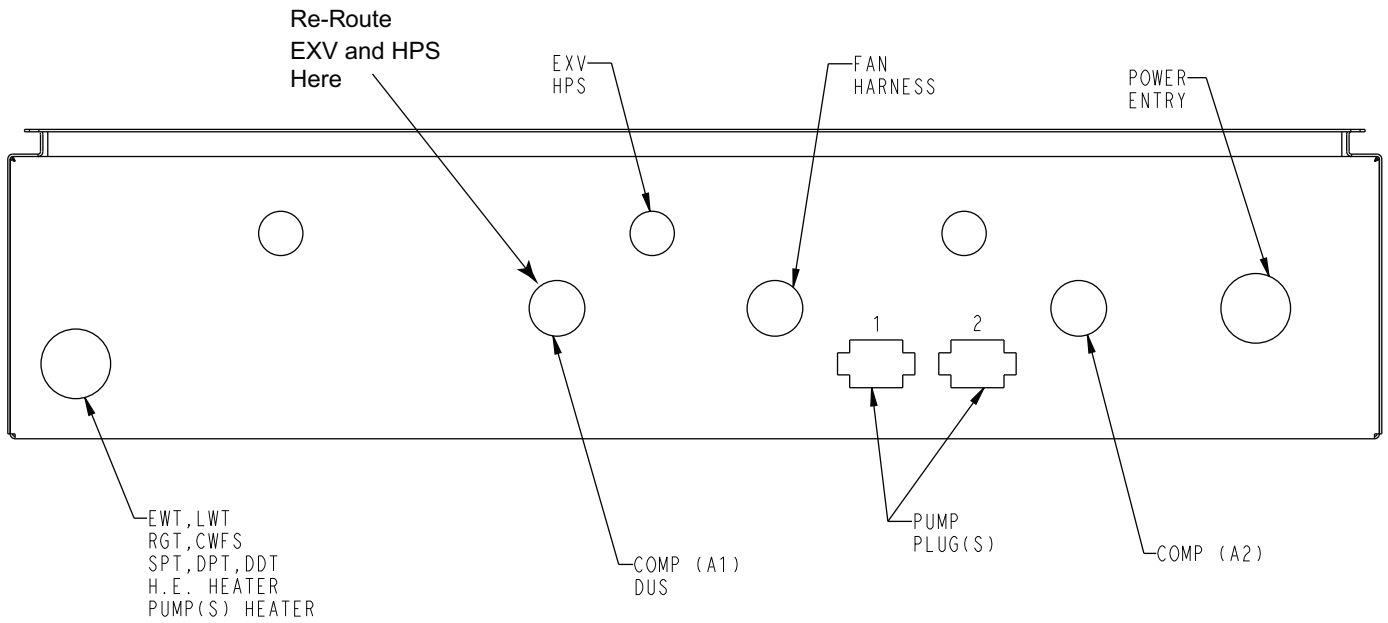 Re-Route
EXV and HPS
Here
EXV
HPS
FAN
HARNESS
POWER
ENTRY
1
2
EWT,LWT
RGT,CWFS
SPT,DPT,DDT
H.E. HEATER
PUMP(S) HEATER
COMP (A1)
DUS
PUMP
PLUG(S)
COMP (A2)